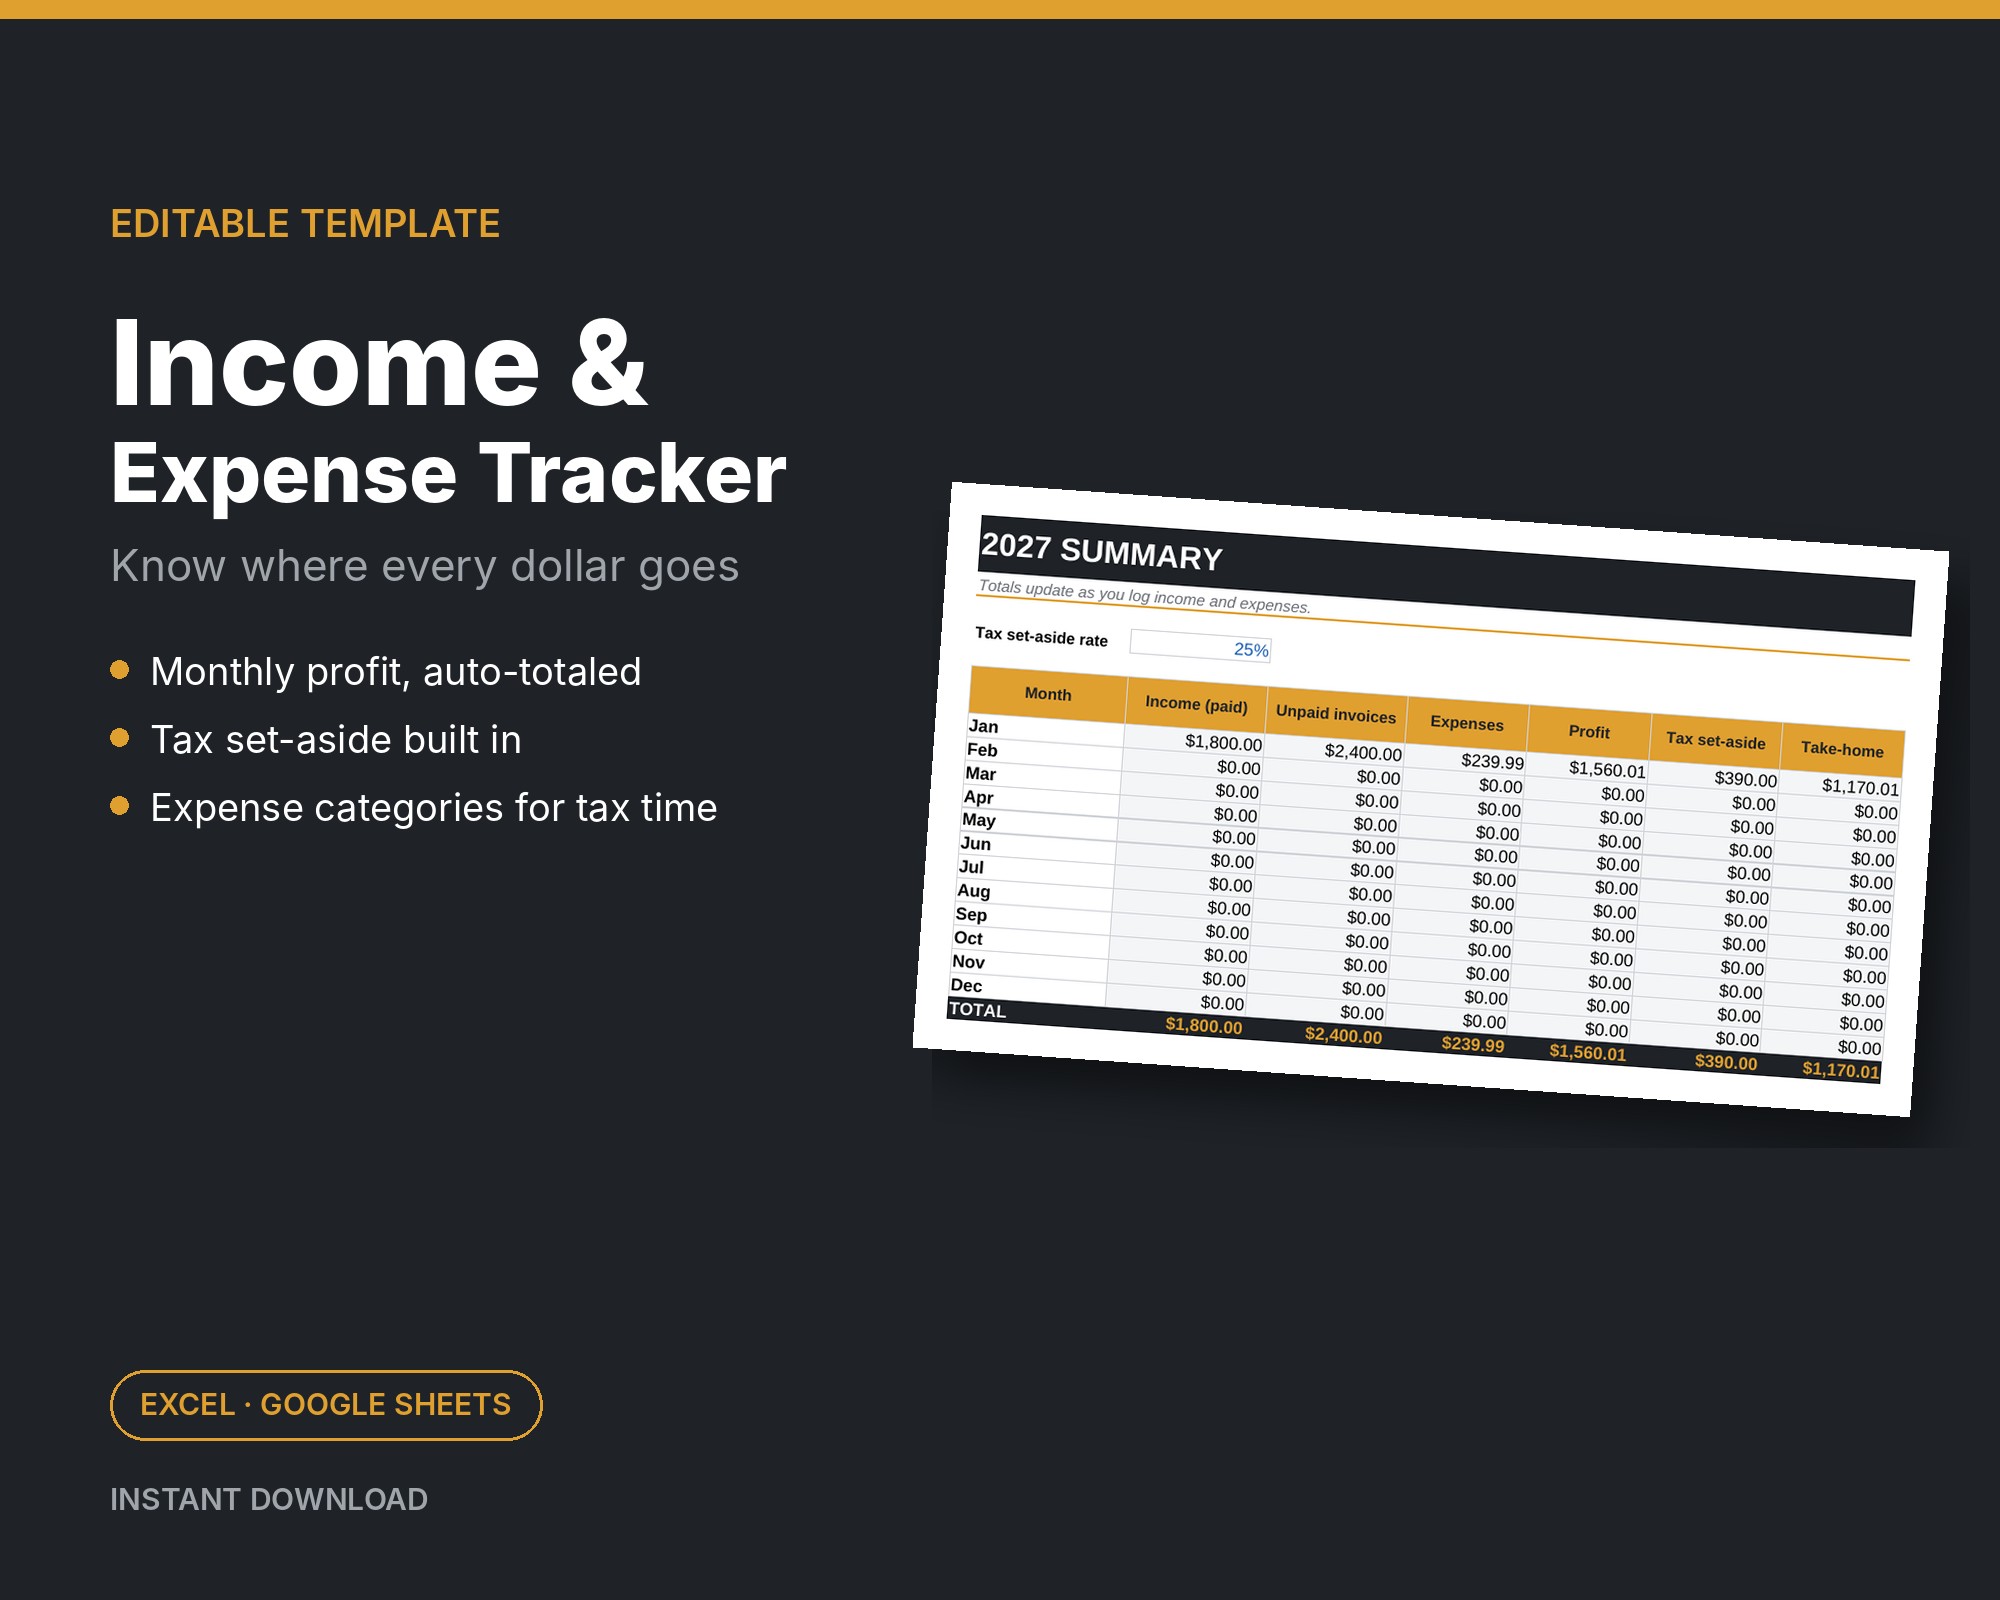 EDITABLE TEMPLATE
Income &
Expense Tracker
Know where every dollar goes
Monthly profit, auto-totaled
Tax set-aside built in
Expense categories for tax time
2027 SUMMARY
Totals update as you log income and expenses.
Tax set-aside rate 25%
Month Income (paid) Unpaid invoices Expenses Profit Tax set-aside Take-home
Jan $1,800.00 $2,400.00 $239.99 $1,560.01 $390.00 $1,170.01
Feb $0.00 $0.00 $0.00 $0.00 $0.00 $0.00
Mar $0.00 $0.00 $0.00 $0.00 $0.00 $0.00
Apr $0.00 $0.00 $0.00 $0.00 $0.00 $0.00
May $0.00 $0.00 $0.00 $0.00 $0.00 $0.00
Jun $0.00 $0.00 $0.00 $0.00 $0.00 $0.00
Jul $0.00 $0.00 $0.00 $0.00 $0.00 $0.00
Aug $0.00 $0.00 $0.00 $0.00 $0.00 $0.00
Sep $0.00 $0.00 $0.00 $0.00 $0.00 $0.00
Oct $0.00 $0.00 $0.00 $0.00 $0.00 $0.00
Nov $0.00 $0.00 $0.00 $0.00 $0.00 $0.00
Dec $0.00 $0.00 $0.00 $0.00 $0.00 $0.00
TOTAL $1,800.00 $2,400.00 $239.99 $1,560.01 $390.00 $1,170.01
EXCEL · GOOGLE SHEETS
INSTANT DOWNLOAD